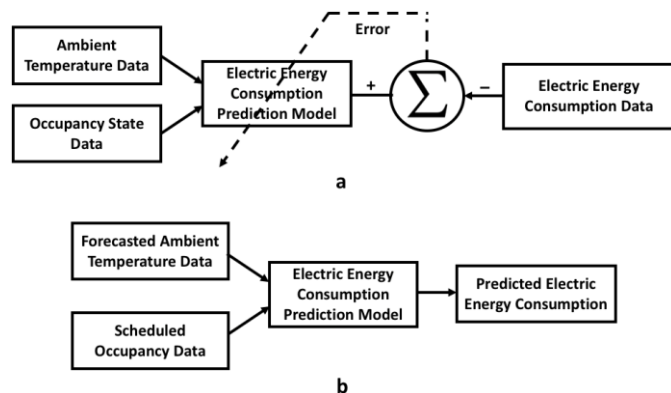 Error
Ambient
Temperature Data
Occupancy State
Data
Electric Energy
Consumption
Prediction Model
+
Σ
−
Electric Energy
Consumption Data
a
Forecasted Ambient
Temperature Data
Scheduled
Occupancy Data
Electric Energy
Consumption
Prediction Model
Predicted Electric
Energy Consumption
b